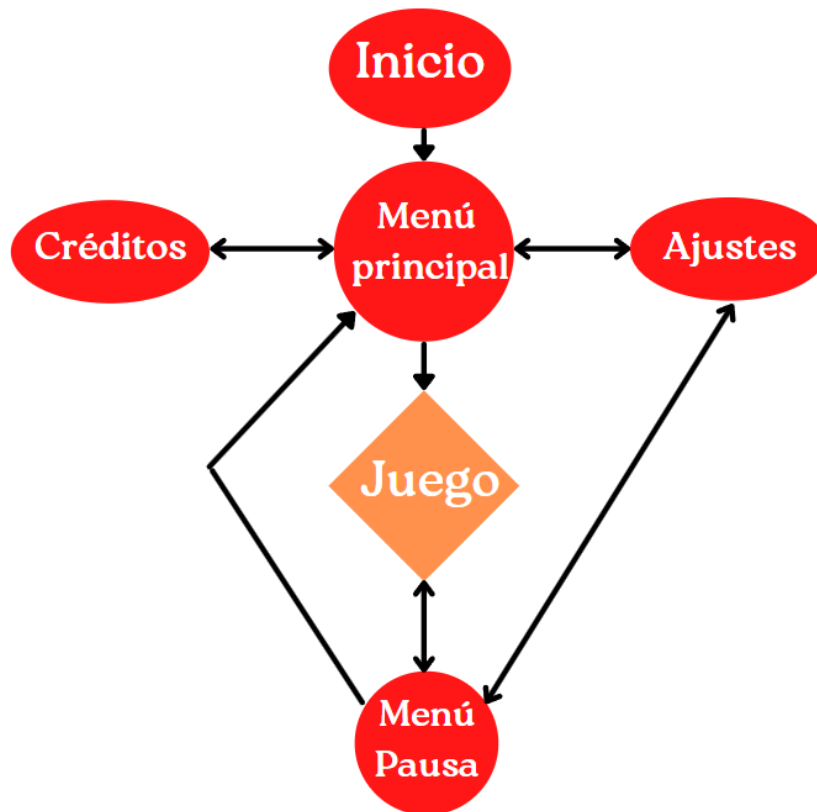 Inicio
Menú
principal
Créditos
Ajustes
Juego
Menú
Pausa